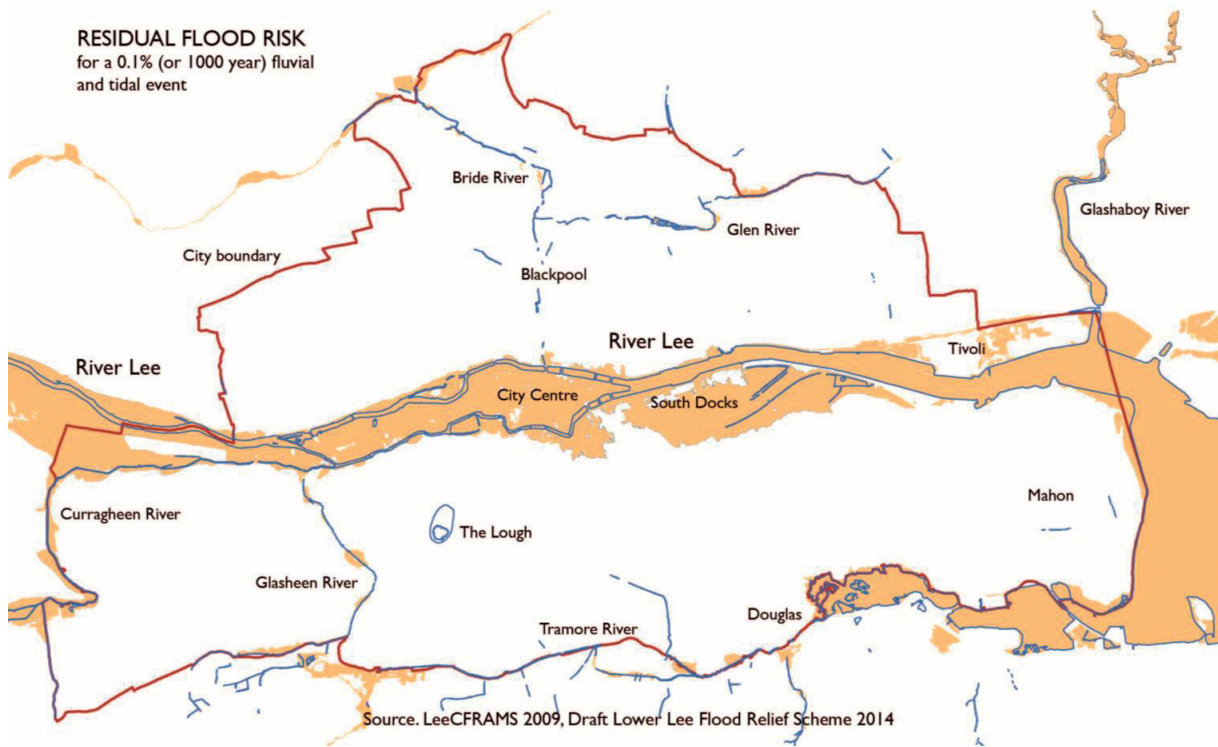 RESIDUAL FLOOD RISK
for a 0.1% (or 1000 year) fluvial
and tidal event
Bride River
Glen River
Glashaboy River
City boundary
Blackpool
River Lee
River Lee
Tivoli
City Centre
South Docks
Mahon
Curragheen River
The Lough
Glasheen River
Douglas
Tramore River
Source. LeeCFRAMS 2009, Draft Lower Lee Flood Relief Scheme 2014